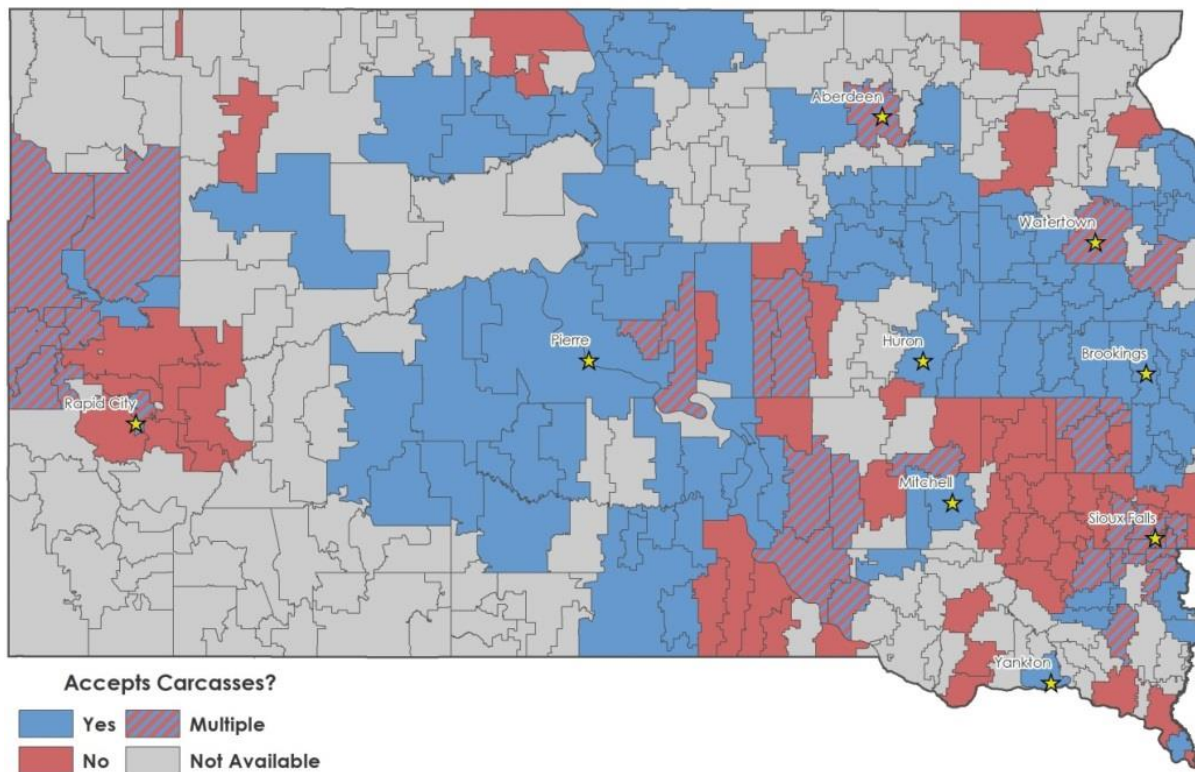 Aberdeen
Watertown
Pierre
Huron
Brookings
Rapid City
Mitchell
Sioux Falls
Yankton
Accepts Carcasses?
Yes
Multiple
No
Not Available